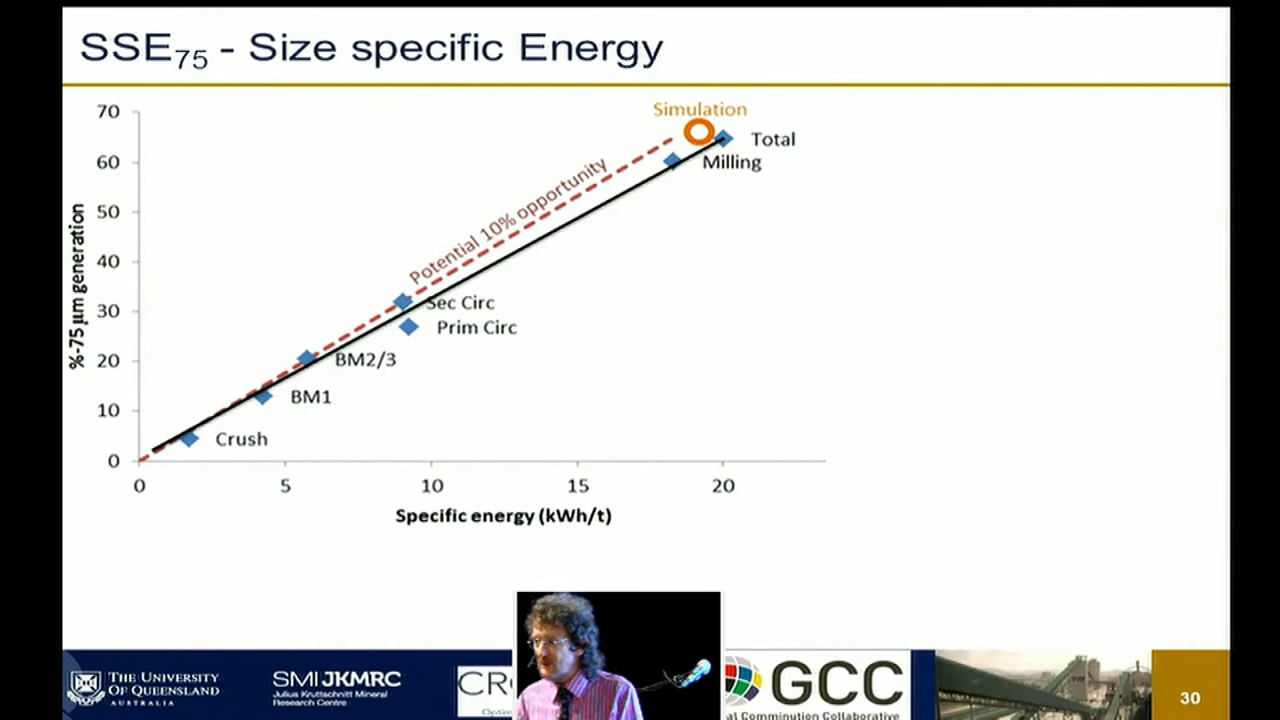 SSE75 - Size specific Energy
70
60
50
40
30
20
10
0
%-75 µm generation
Simulation
Total
Milling
Potential 10% opportunity
Sec Circ
Prim Circ
BM2/3
BM1
Crush
0 5 10 15 20
Specific energy (kWh/t)
THE UNIVERSITY
OF QUEENSLAND
AUSTRALIA
SMI JKMRC
Julius Kruttschnitt Mineral
Research Centre
GCC
Comminution Collaborative
30